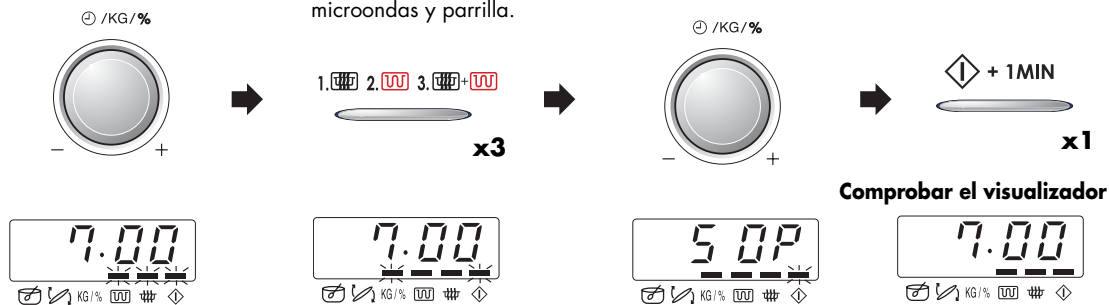 microondas y parrilla.
/KG/%
− +
1. 2. 3. +
x3
/KG/%
− +
+ 1MIN
x1
Comprobar el visualizador
7.00
KG/%
7.00
KG/%
5 0P
KG/%
7.00
KG/%